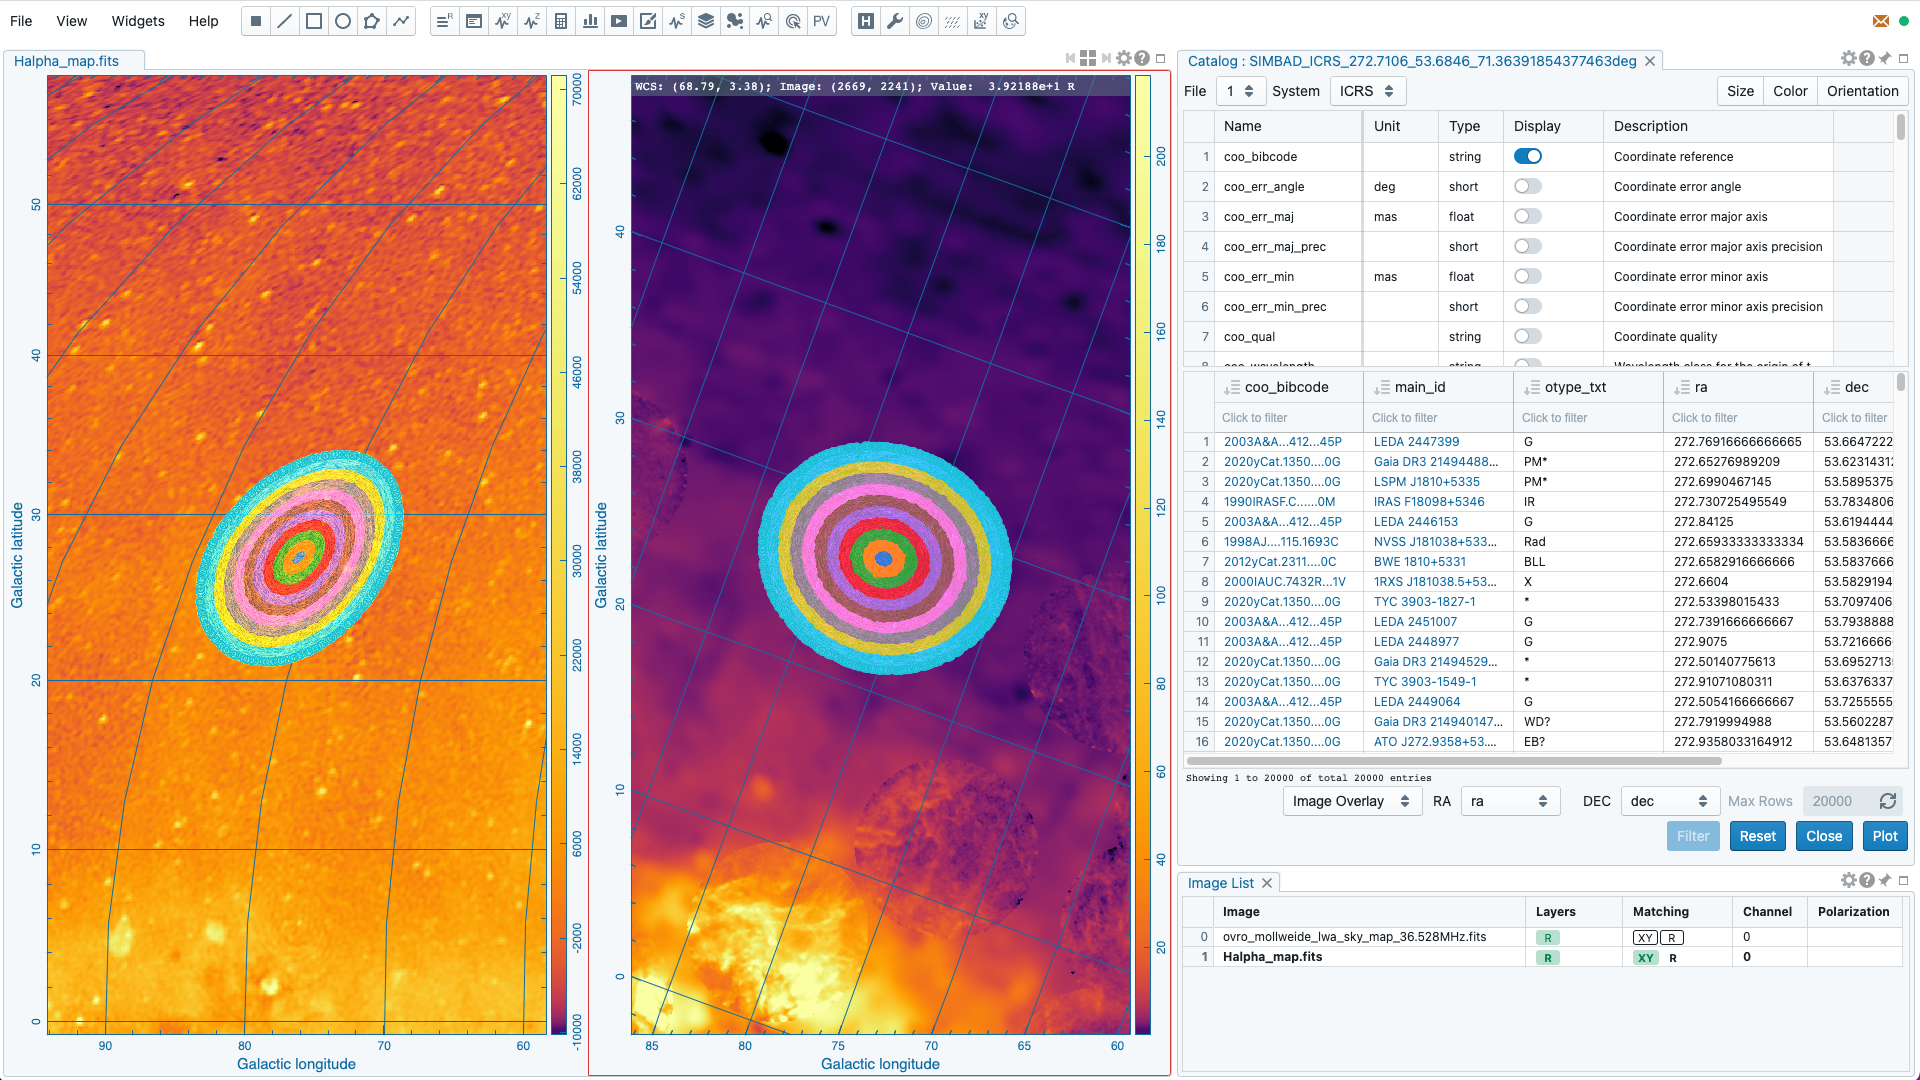 File View Widgets Help
PV
Halpha_map.fits
70000
62000
54000
46000
38000
30000
22000
14000
6000
-2000
-10000
50
40
30
20
10
0
Galactic latitude
90 80 70 60
Galactic longitude
WCS: (68.79, 3.38); Image: (2669, 2241); Value: 3.92188e+1 R
200
180
160
140
120
100
80
60
40
20
40
30
20
10
0
Galactic latitude
85 80 75 70 65 60
Galactic longitude
Catalog : SIMBAD_ICRS_272.7106_53.6846_71.36391854377463deg
File 1 System ICRS Size Color Orientation
Name Unit Type Display Description
1 coo_bibcode string Coordinate reference
2 coo_err_angle deg short Coordinate error angle
3 coo_err_maj mas float Coordinate error major axis
4 coo_err_maj_prec short Coordinate error major axis precision
5 coo_err_min mas float Coordinate error minor axis
6 coo_err_min_prec short Coordinate error minor axis precision
7 coo_qual string Coordinate quality
8 coo_wavelength string Wavelength class for the origin of t...
coo_bibcode main_id otype_txt ra dec
Click to filter Click to filter Click to filter Click to filter Click to filter
1 2003A&A...412...45P LEDA 2447399 G 272.76916666666665 53.6647222
2 2020yCat.1350....0G Gaia DR3 21494488... PM* 272.65276989209 53.6231431
3 2020yCat.1350....0G LSPM J1810+5335 PM* 272.6990467145 53.5895375
4 1990IRASF.C......0M IRAS F18098+5346 IR 272.730725495549 53.7834806
5 2003A&A...412...45P LEDA 2446153 G 272.84125 53.6194444
6 1998AJ....115.1693C NVSS J181038+533... Rad 272.65933333333334 53.5836666
7 2012yCat.2311....0C BWE 1810+5331 BLL 272.6582916666666 53.5837666
8 2000IAUC.7432R...1V 1RXS J181038.5+53... X 272.6604 53.5829194
9 2020yCat.1350....0G TYC 3903-1827-1 * 272.53398015433 53.7097406
10 2003A&A...412...45P LEDA 2451007 G 272.7391666666667 53.7938888
11 2003A&A...412...45P LEDA 2448977 G 272.9075 53.7216666
12 2020yCat.1350....0G Gaia DR3 21494529... * 272.50140775613 53.6952713
13 2020yCat.1350....0G TYC 3903-1549-1 * 272.91071080311 53.6376337
14 2003A&A...412...45P LEDA 2449064 G 272.5054166666667 53.7255555
15 2020yCat.1350....0G Gaia DR3 214940147... WD? 272.7919994988 53.5602287
16 2020yCat.1350....0G ATO J272.9358+53.... EB? 272.9358033164912 53.6481357
Showing 1 to 20000 of total 20000 entries
Image Overlay RA ra DEC dec Max Rows 20000
Filter Reset Close Plot
Image List
Image Layers Matching Channel Polarization
0 ovro_mollweide_lwa_sky_map_36.528MHz.fits R XY R 0
1 Halpha_map.fits R XY R 0